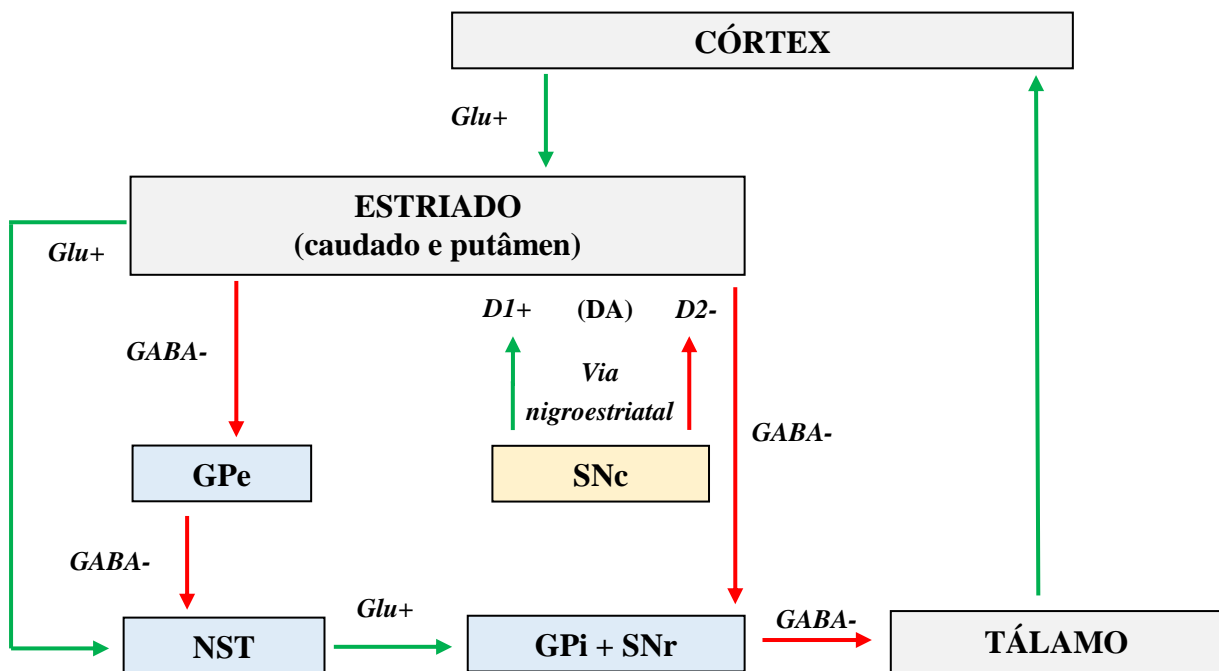 CÓRTEX
Glu+
ESTRIADO
(caudado e putâmen)
Glu+
D1+ (DA) D2-
GABA-
Via
nigroestriatal
GABA-
GPe
SNc
GABA-
Glu+
GABA-
NST
GPi + SNr
TÁLAMO